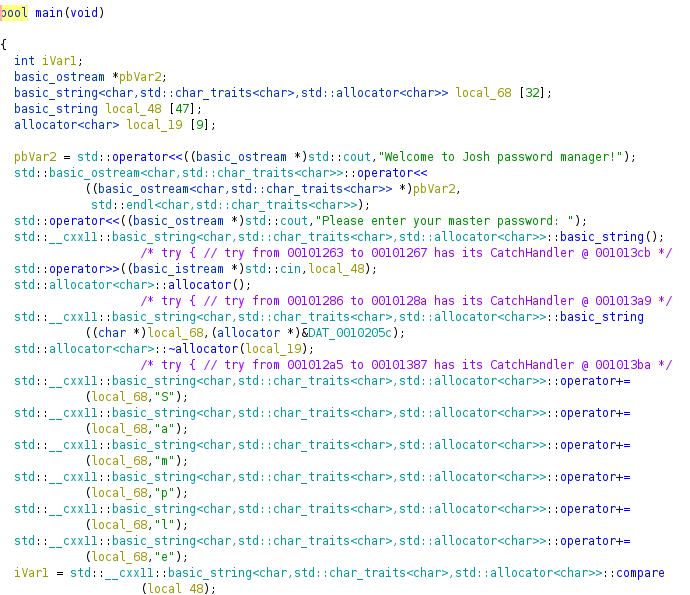 bool main(void)
{
int iVar1;
basic_ostream *pbVar2;
basic_string<char,std::char_traits<char>,std::allocator<char>> local_68 [32];
basic_string local_48 [47];
allocator<char> local_19 [9];
pbVar2 = std::operator<<((basic_ostream *)std::cout,"Welcome to Josh password manager!");
std::basic_ostream<char,std::char_traits<char>>::operator<<
((basic_ostream<char,std::char_traits<char>> *)pbVar2,
std::endl<char,std::char_traits<char>>);
std::operator<<((basic_ostream *)std::cout,"Please enter your master password: ");
std::__cxx11::basic_string<char,std::char_traits<char>,std::allocator<char>>::basic_string();
/* try { // try from 00101263 to 00101267 has its CatchHandler @ 001013cb */
std::operator>>((basic_istream *)std::cin,local_48);
std::allocator<char>::allocator();
/* try { // try from 00101286 to 0010128a has its CatchHandler @ 001013a9 */
std::__cxx11::basic_string<char,std::char_traits<char>,std::allocator<char>>::basic_string
((char *)local_68,(allocator *)&DAT_0010205c);
std::allocator<char>::~allocator(local_19);
/* try { // try from 001012a5 to 00101387 has its CatchHandler @ 001013ba */
std::__cxx11::basic_string<char,std::char_traits<char>,std::allocator<char>>::operator+=
(local_68,"S");
std::__cxx11::basic_string<char,std::char_traits<char>,std::allocator<char>>::operator+=
(local_68,"a");
std::__cxx11::basic_string<char,std::char_traits<char>,std::allocator<char>>::operator+=
(local_68,"m");
std::__cxx11::basic_string<char,std::char_traits<char>,std::allocator<char>>::operator+=
(local_68,"p");
std::__cxx11::basic_string<char,std::char_traits<char>,std::allocator<char>>::operator+=
(local_68,"l");
std::__cxx11::basic_string<char,std::char_traits<char>,std::allocator<char>>::operator+=
(local_68,"e");
iVar1 = std::__cxx11::basic_string<char,std::char_traits<char>,std::allocator<char>>::compare
(local_48);